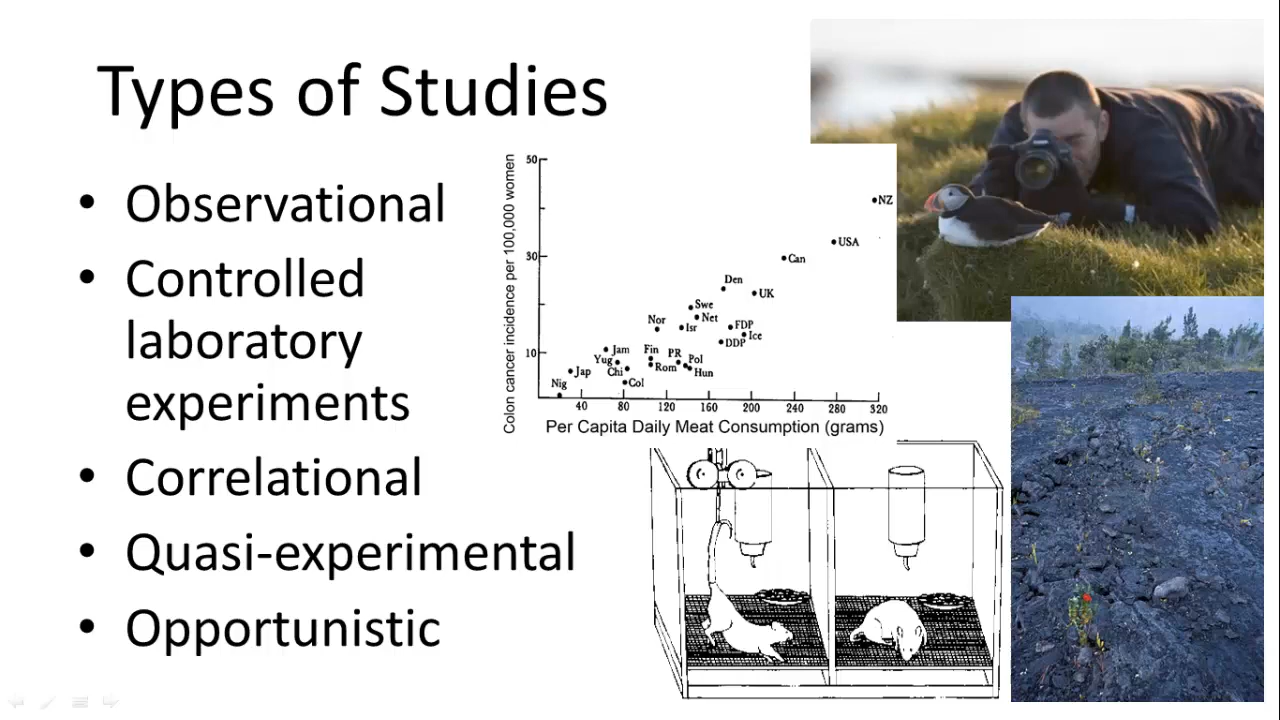 Types of Studies
• Observational
• Controlled
laboratory
experiments
• Correlational
• Quasi-experimental
• Opportunistic
Colon cancer incidence per 100,000 women
50
30
10
NZ
USA
Can
Den
UK
Swe
Net
Nor
Isr
FDP
Ice
DDP
Jam
Fin
PR
Yug
Pol
Rom
Jap
Chi
Hun
Nig
Col
40 80 120 160 200 240 280 320
Per Capita Daily Meat Consumption (grams)